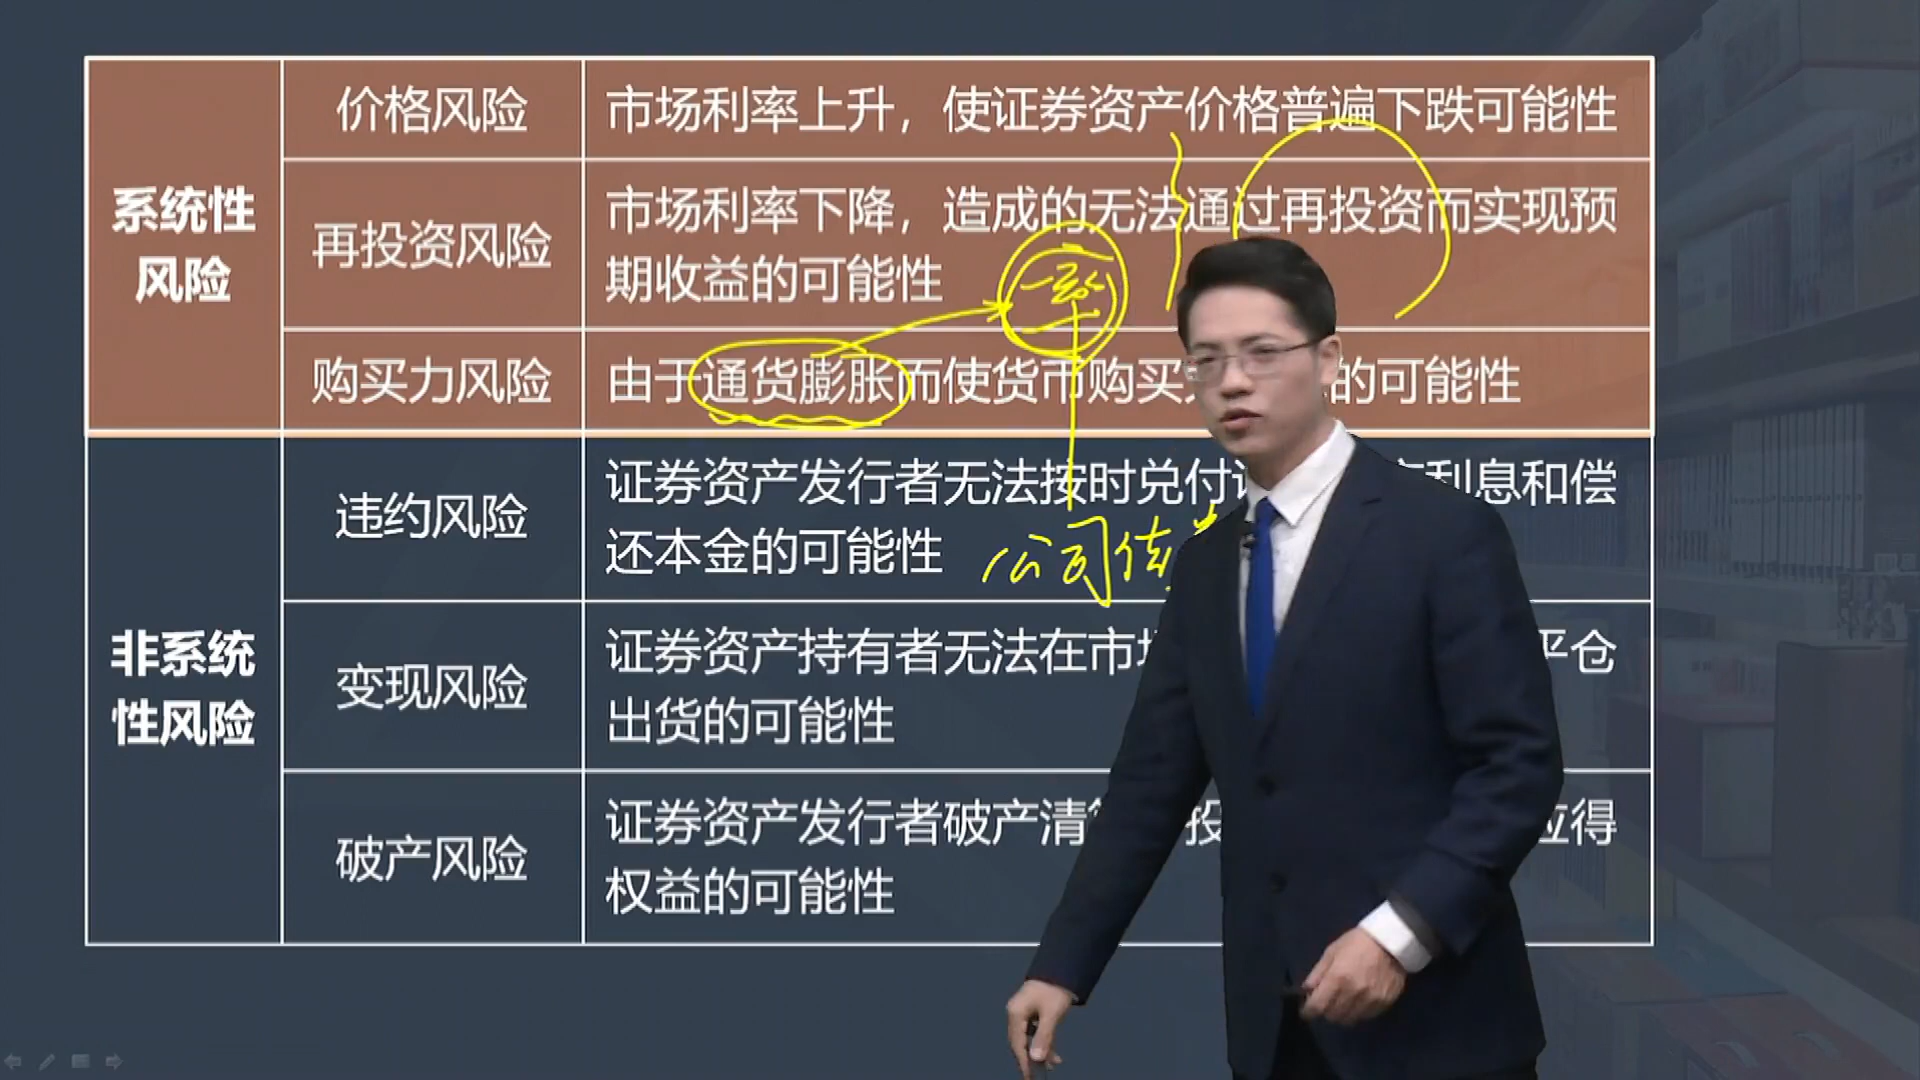 系统性
风险
价格风险
市场利率上升，使证券资产价格普遍下跌可能性
再投资风险
市场利率下降，造成的无法通过再投资而实现预
期收益的可能性
率
购买力风险
由于通货膨胀而使货币购买 的可能性
非系统
性风险
违约风险
证券资产发行者无法按时兑付 利息和偿
还本金的可能性
公司债
变现风险
证券资产持有者无法在市 平仓
出货的可能性
破产风险
证券资产发行者破产清 投 应得
权益的可能性